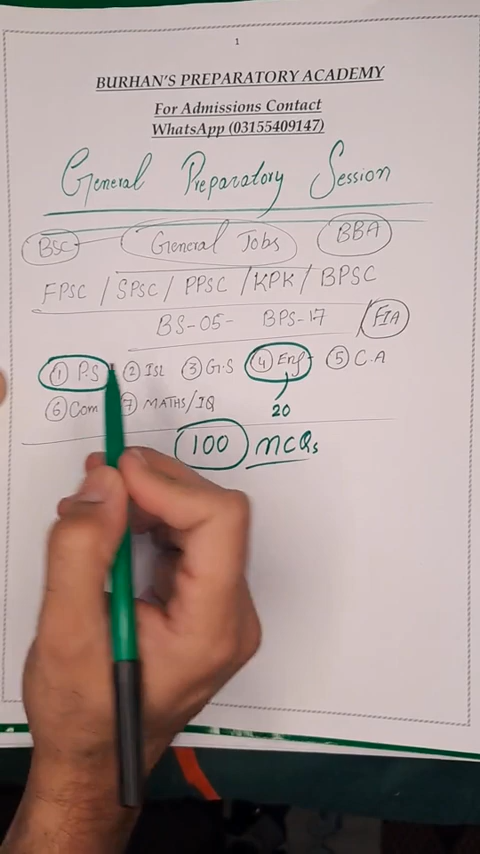 1
BURHAN'S PREPARATORY ACADEMY
For Admissions Contact
WhatsApp (03155409147)
General Preparatory Session
BSC General Jobs BBA
FPSC / SPSC / PPSC / KPK / BPSC
BS-05- BPS-17 FIA
① P.S ② ISL ③ G.S ④ Eng ⑤ C.A
⑥ Com ⑦ MATHS/IQ 20
100 MCQs